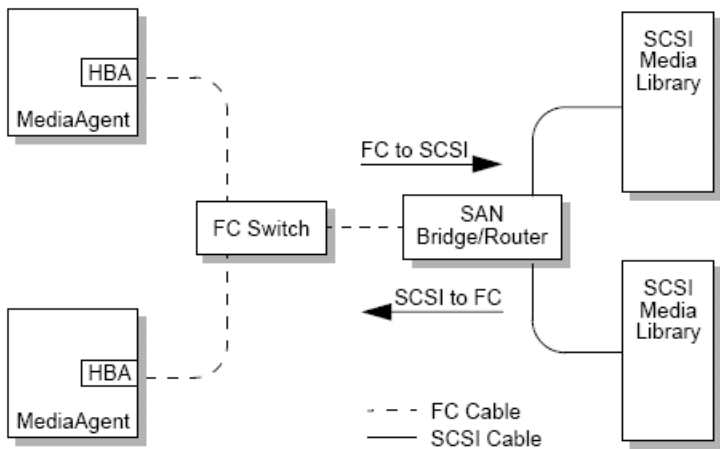 HBA
MediaAgent
FC to SCSI
SCSI
Media
Library
FC Switch
SAN
Bridge/Router
SCSI to FC
SCSI
Media
Library
HBA
MediaAgent
FC Cable
SCSI Cable